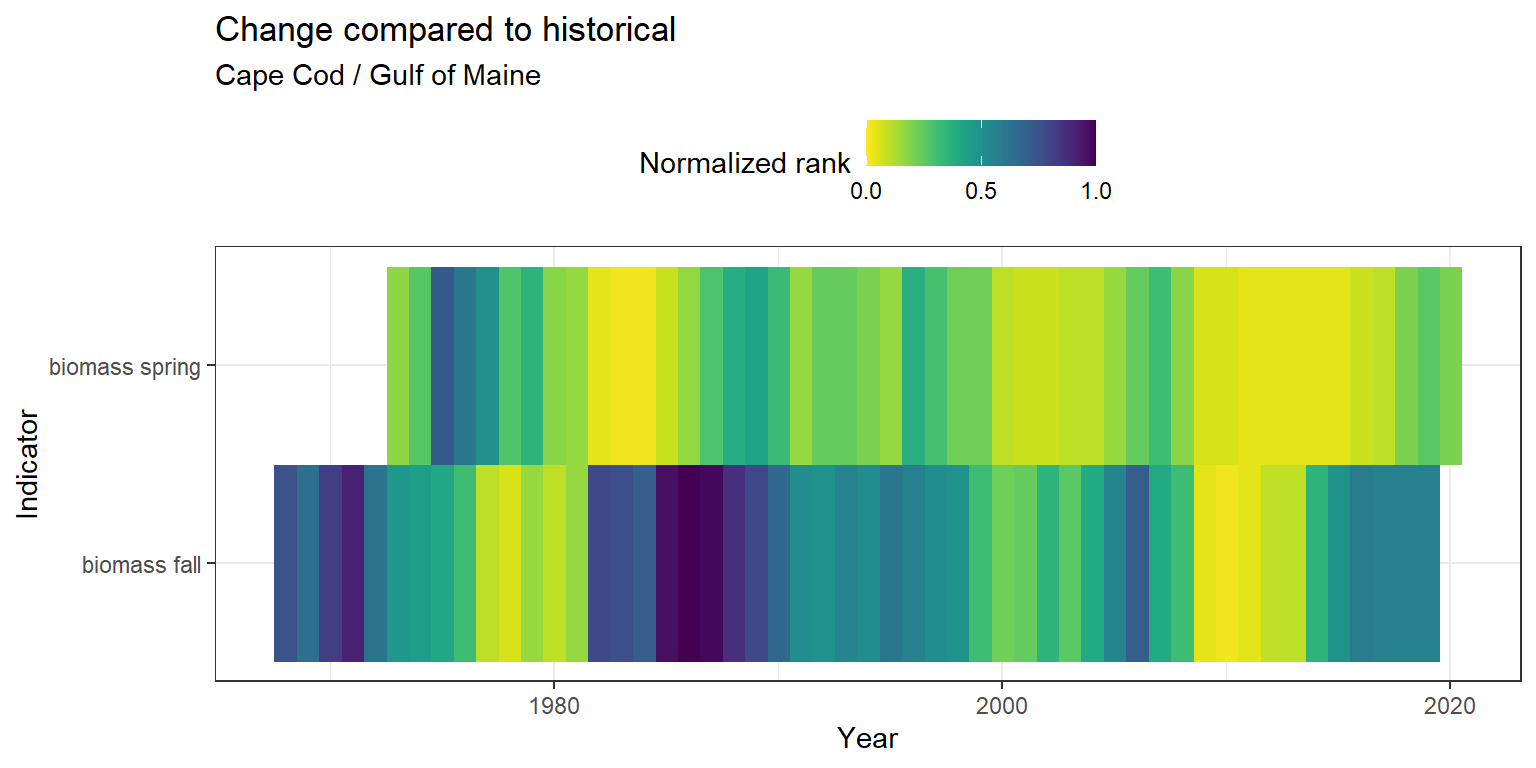 Change compared to historical
Cape Cod / Gulf of Maine
Normalized rank
0.0 0.5 1.0
biomass spring
biomass fall
Indicator
1980 2000 2020
Year